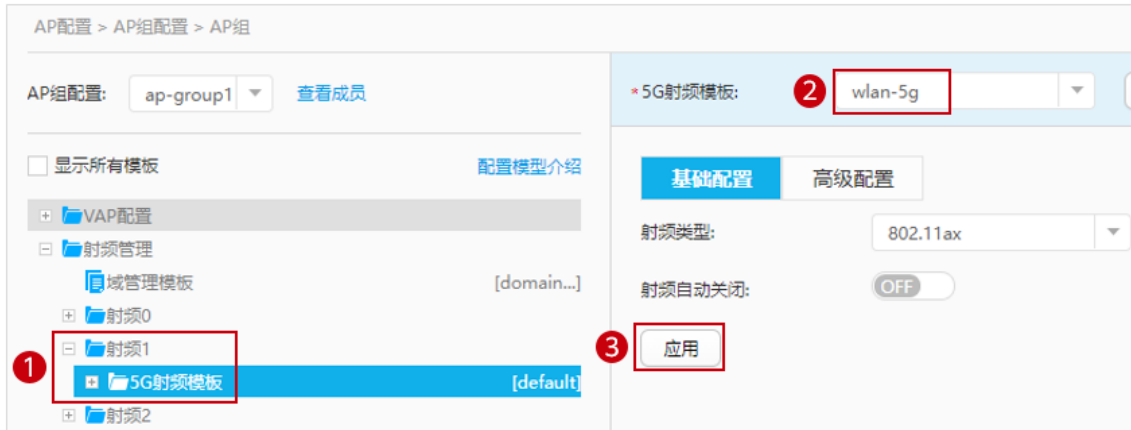 AP配置 > AP组配置 > AP组
AP组配置: ap-group1 查看成员
显示所有模板 配置模型介绍
VAP配置
射频管理
域管理模板 [domain...]
射频0
1 射频1
5G射频模板 [default]
射频2
*5G射频模板: 2 wlan-5g
基础配置 高级配置
射频类型: 802.11ax
射频自动关闭: OFF
3 应用